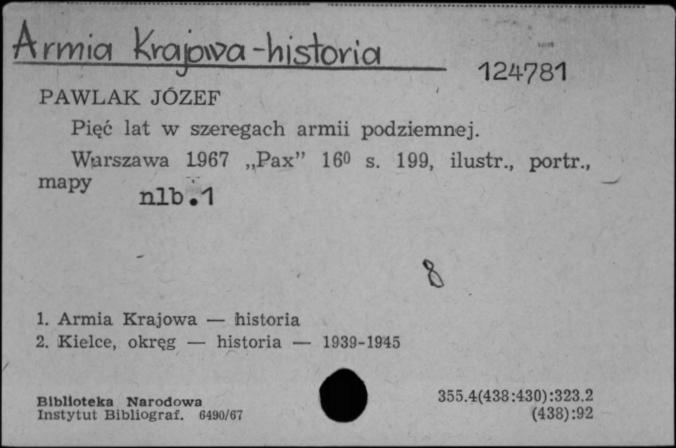 Armia Krajowa-historia
124781
PAWLAK JÓZEF
Pięć lat w szeregach armii podziemnej.
Warszawa 1967 „Pax” 16⁰ s. 199, ilustr., portr.,
mapy
nlb.1
8
1. Armia Krajowa — historia
2. Kielce, okręg — historia — 1939-1945
Biblioteka Narodowa
Instytut Bibliograf. 6490/67
355.4(438:430):323.2
(438):92